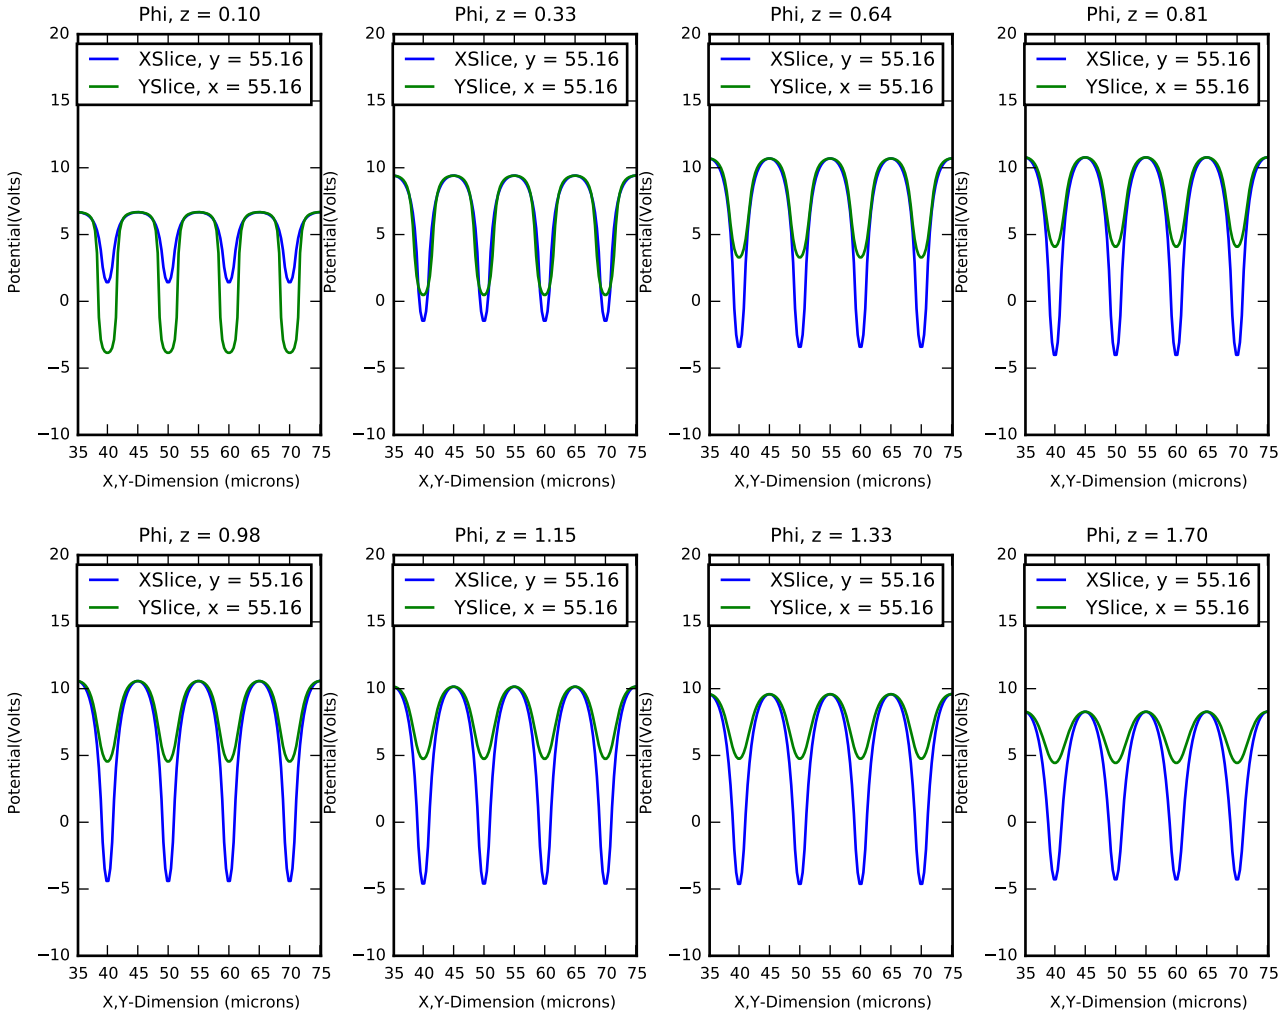 Phi, z = 0.10
20
15
10
5
0
−5
−10
Potential(Volts)
XSlice, y = 55.16
YSlice, x = 55.16
35 40 45 50 55 60 65 70 75
X,Y-Dimension (microns)
Phi, z = 0.33
20
15
10
5
0
−5
−10
Potential(Volts)
XSlice, y = 55.16
YSlice, x = 55.16
35 40 45 50 55 60 65 70 75
X,Y-Dimension (microns)
Phi, z = 0.64
20
15
10
5
0
−5
−10
Potential(Volts)
XSlice, y = 55.16
YSlice, x = 55.16
35 40 45 50 55 60 65 70 75
X,Y-Dimension (microns)
Phi, z = 0.81
20
15
10
5
0
−5
−10
Potential(Volts)
XSlice, y = 55.16
YSlice, x = 55.16
35 40 45 50 55 60 65 70 75
X,Y-Dimension (microns)
Phi, z = 0.98
20
15
10
5
0
−5
−10
Potential(Volts)
XSlice, y = 55.16
YSlice, x = 55.16
35 40 45 50 55 60 65 70 75
X,Y-Dimension (microns)
Phi, z = 1.15
20
15
10
5
0
−5
−10
Potential(Volts)
XSlice, y = 55.16
YSlice, x = 55.16
35 40 45 50 55 60 65 70 75
X,Y-Dimension (microns)
Phi, z = 1.33
20
15
10
5
0
−5
−10
Potential(Volts)
XSlice, y = 55.16
YSlice, x = 55.16
35 40 45 50 55 60 65 70 75
X,Y-Dimension (microns)
Phi, z = 1.70
20
15
10
5
0
−5
−10
Potential(Volts)
XSlice, y = 55.16
YSlice, x = 55.16
35 40 45 50 55 60 65 70 75
X,Y-Dimension (microns)